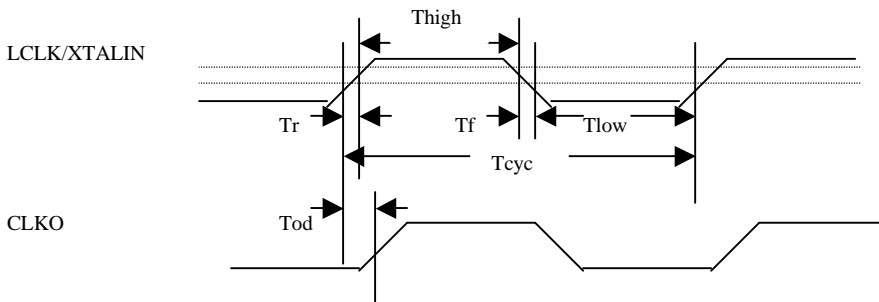 Thigh
LCLK/XTALIN
Tr
Tf
Tlow
Tcyc
CLKO
Tod